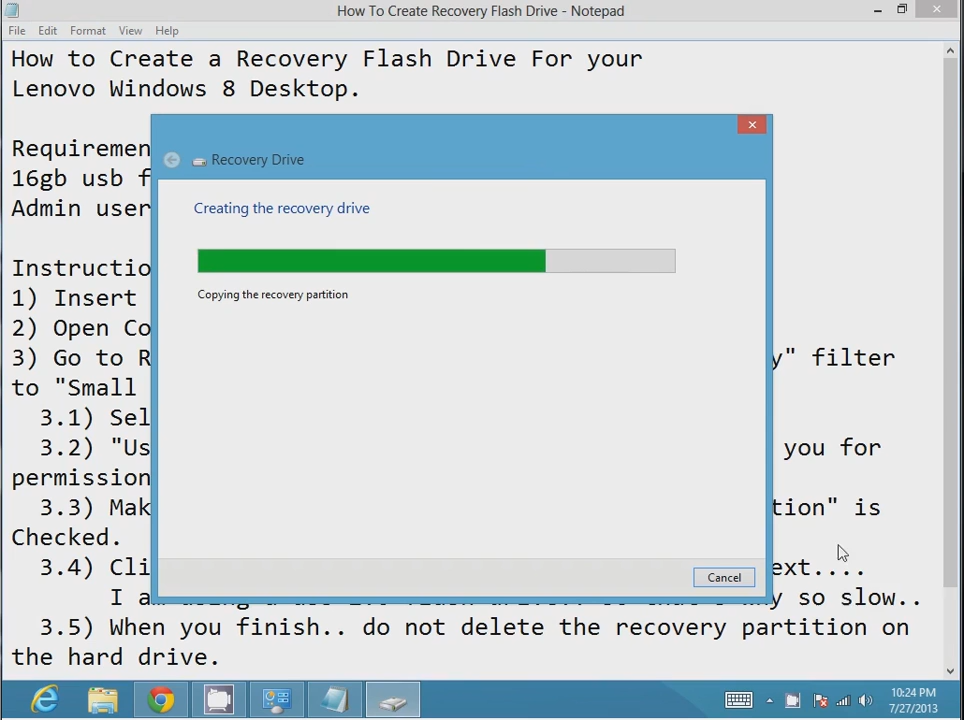 How To Create Recovery Flash Drive - Notepad
File Edit Format View Help
How to Create a Recovery Flash Drive For your
Lenovo Windows 8 Desktop.
Requiremen
16gb usb f
Admin user
Instructio
1) Insert
2) Open Co
3) Go to R y" filter
to "Small
3.1) Sel
3.2) "Us you for
permission
3.3) Mak tion" is
Checked.
3.4) Cli ext....
I am why so slow..
3.5) When you finish.. do not delete the recovery partition on
the hard drive.
Recovery Drive
Creating the recovery drive
Copying the recovery partition
Cancel
10:24 PM
7/27/2013